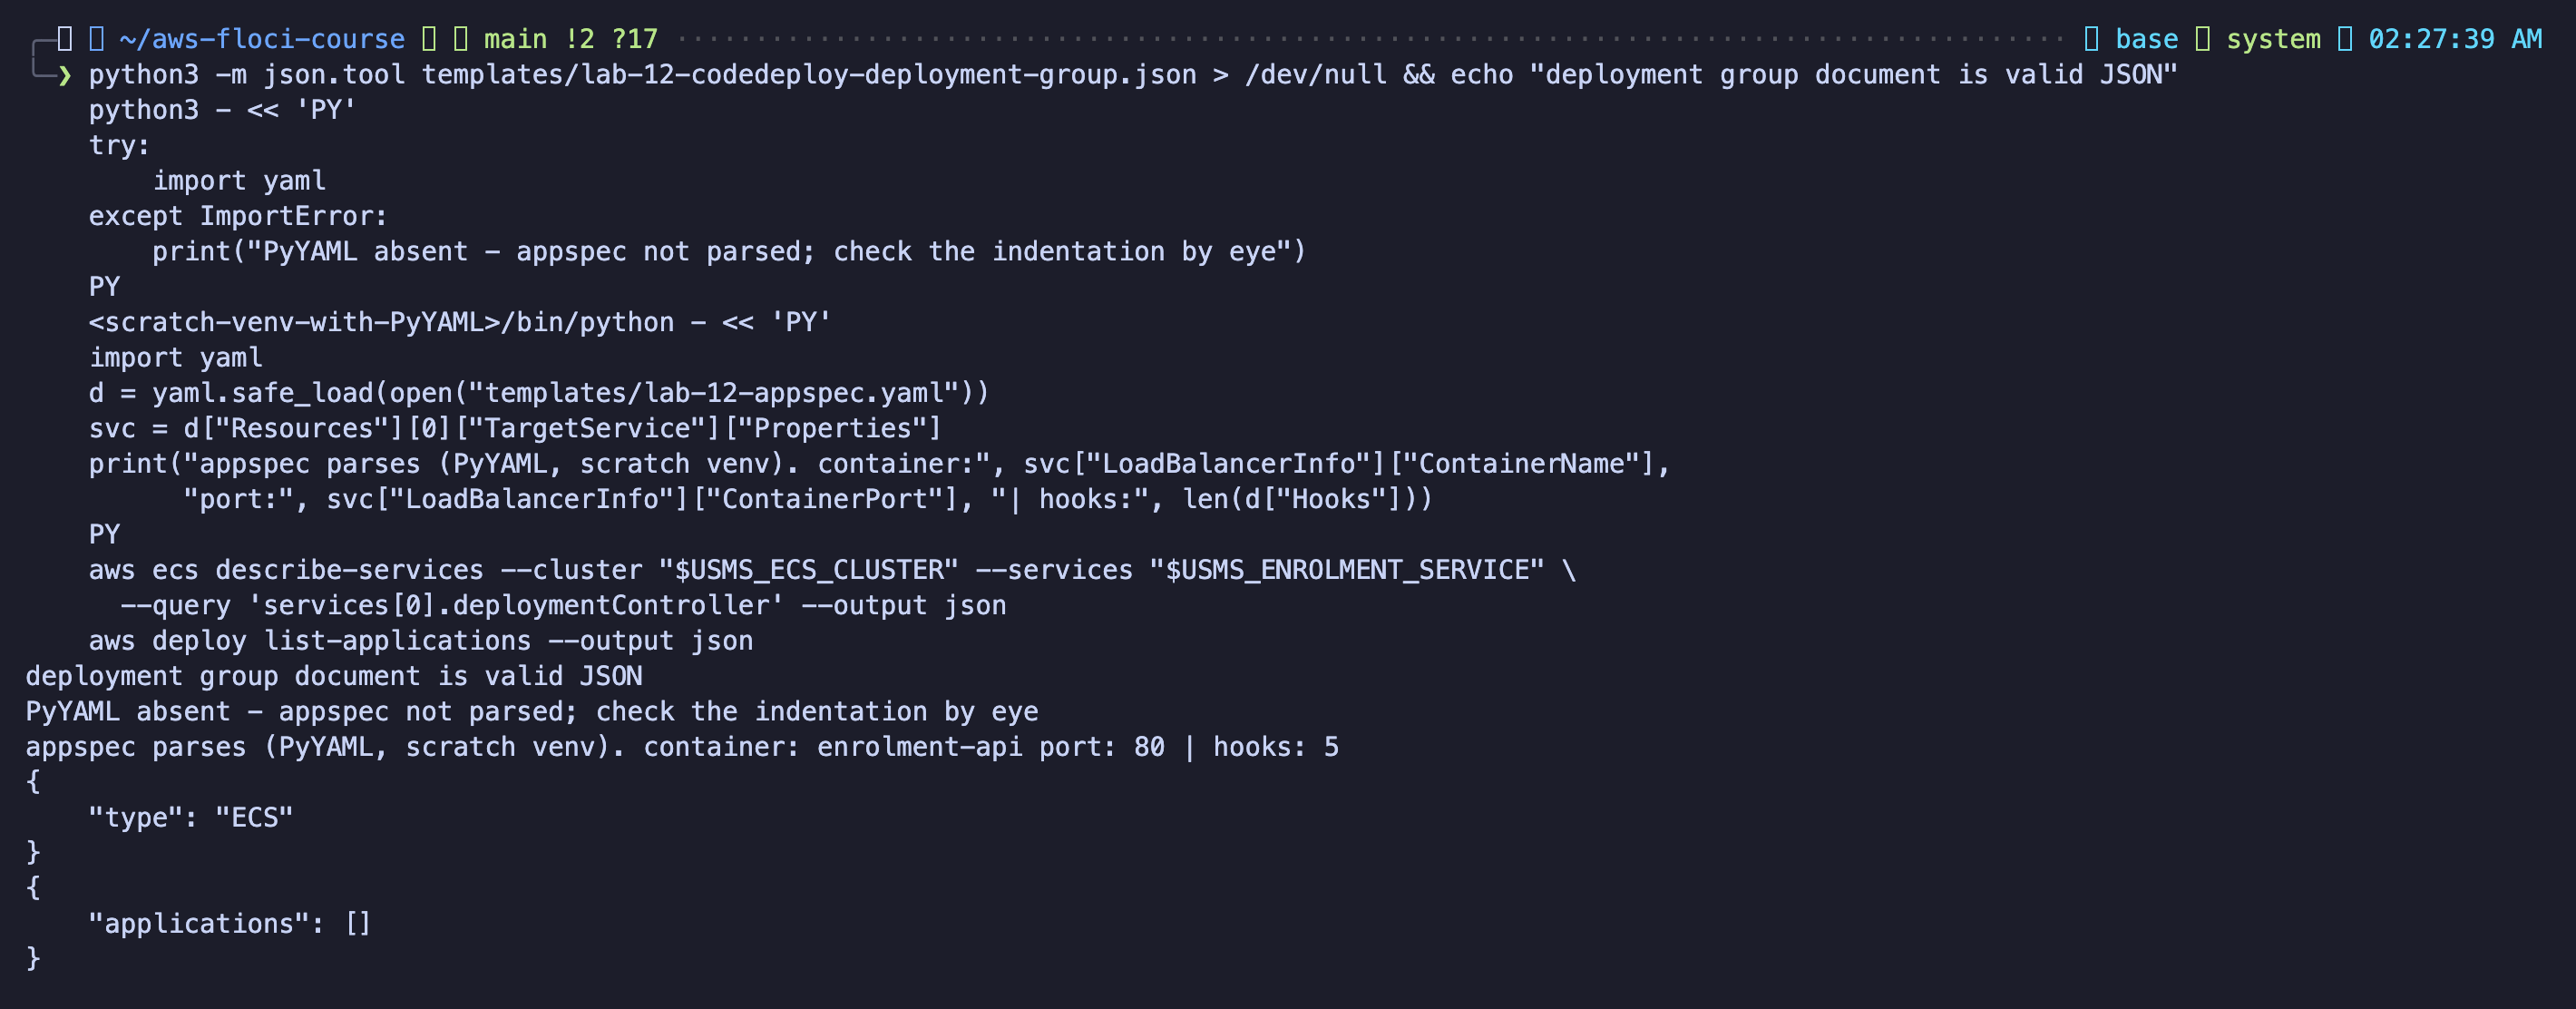 ~/aws-floci-course main !2 ?17 base system 02:27:39 AM
❯ python3 -m json.tool templates/lab-12-codedeploy-deployment-group.json > /dev/null && echo "deployment group document is valid JSON"
python3 - << 'PY'
try:
    import yaml
except ImportError:
    print("PyYAML absent - appspec not parsed; check the indentation by eye")
PY
<scratch-venv-with-PyYAML>/bin/python - << 'PY'
import yaml
d = yaml.safe_load(open("templates/lab-12-appspec.yaml"))
svc = d["Resources"][0]["TargetService"]["Properties"]
print("appspec parses (PyYAML, scratch venv). container:", svc["LoadBalancerInfo"]["ContainerName"],
      "port:", svc["LoadBalancerInfo"]["ContainerPort"], "| hooks:", len(d["Hooks"]))
PY
aws ecs describe-services --cluster "$USMS_ECS_CLUSTER" --services "$USMS_ENROLMENT_SERVICE" \
  --query 'services[0].deploymentController' --output json
aws deploy list-applications --output json
deployment group document is valid JSON
PyYAML absent - appspec not parsed; check the indentation by eye
appspec parses (PyYAML, scratch venv). container: enrolment-api port: 80 | hooks: 5
{
    "type": "ECS"
}
{
    "applications": []
}